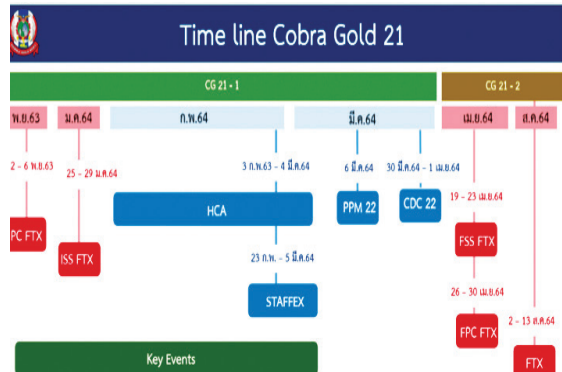 Time line Cobra Gold 21
CG 21 - 1
CG 21 - 2
พ.ย.63
ม.ค.64
ก.พ.64
มี.ค.64
เม.ย.64
ส.ค.64
2 – 6 พ.ย.63
25 – 29 ม.ค.64
3 ก.พ.63 – 4 มี.ค.64
6 มี.ค.64
30 มี.ค.64 – 1 เม.ย.64
19 – 23 เม.ย.64
PC FTX
ISS FTX
HCA
PPM 22
CDC 22
FSS FTX
23 ก.พ. – 5 มี.ค.64
STAFFEX
26 – 30 เม.ย.64
FPC FTX
2 – 13 ส.ค.64
FTX
Key Events